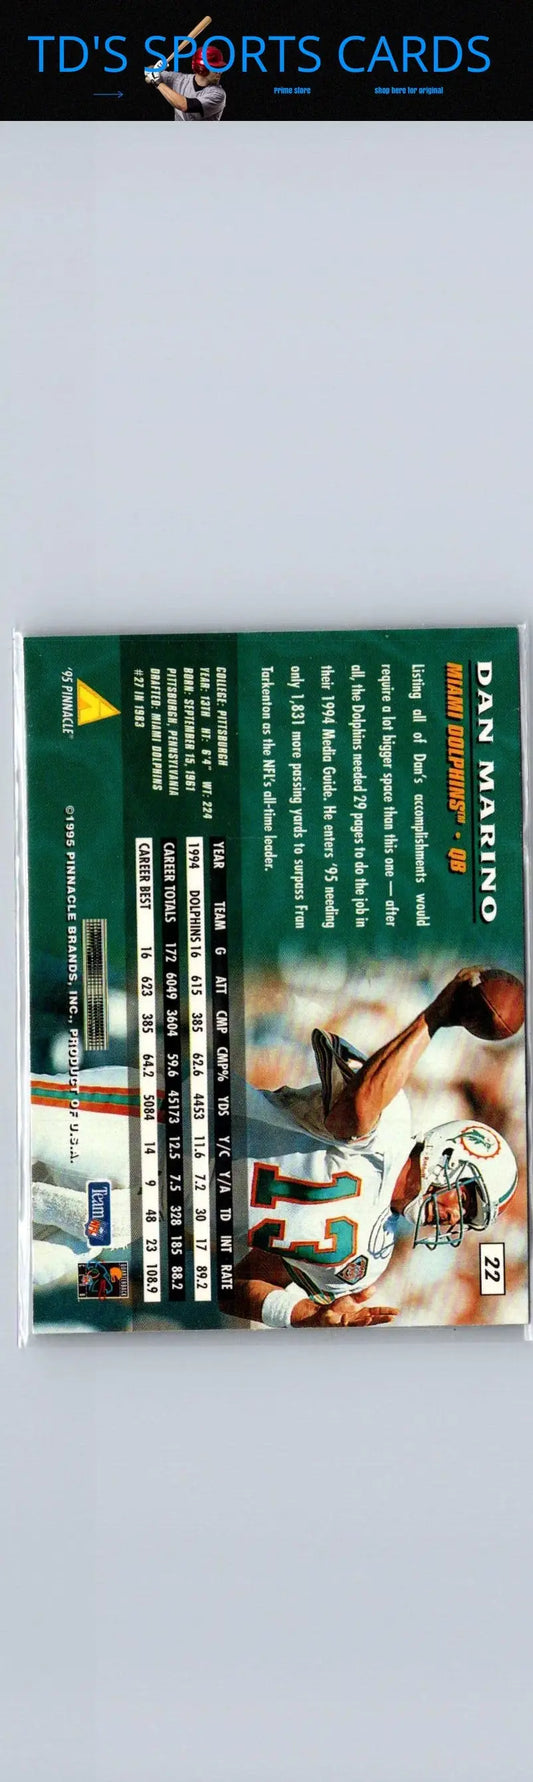 TD'S SPORTS CARDS
Prime store
shop here for original
DAN MARINO
MIAMI DOLPHINS™ • QB
22
Listing all of Dan's accomplishments would
require a lot bigger space than this one — after
all, the Dolphins needed 29 pages to do the job in
their 1994 Media Guide. He enters '95 needing
only 1,831 more passing yards to surpass Fran
Tarkenton as the NFL's all-time leader.
COLLEGE: PITTSBURGH
YEAR: 13TH HT: 6'4" WT: 224
BORN: SEPTEMBER 15, 1961
PITTSBURGH, PENNSYLVANIA
DRAFTED: MIAMI DOLPHINS
#27 IN 1983
YEAR TEAM G ATT CMP CMP% YDS Y/C Y/A TD INT RATE
1994 DOLPHINS 16 615 385 62.6 4453 11.6 7.2 30 17 89.2
CAREER TOTALS 172 6049 3604 59.6 45173 12.5 7.5 328 185 88.2
CAREER BEST 16 623 385 64.2 5084 14 9 48 23 108.9
13
'95 PINNACLE®
©1995 PINNACLE BRANDS, INC., PRODUCT OF U.S.A.
Team NFL